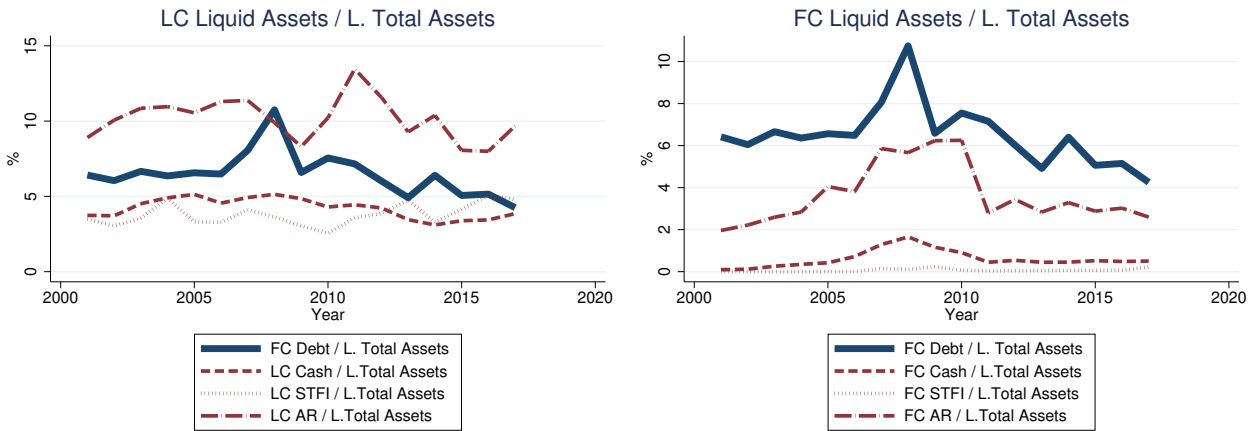 LC Liquid Assets / L. Total Assets
15
10
5
0
%
2000 2005 2010 2015 2020
Year
FC Debt / L. Total Assets
LC Cash / L.Total Assets
LC STFI / L.Total Assets
LC AR / L.Total Assets
FC Liquid Assets / L. Total Assets
10
8
6
4
2
0
%
2000 2005 2010 2015 2020
Year
FC Debt / L. Total Assets
FC Cash / L.Total Assets
FC STFI / L.Total Assets
FC AR / L.Total Assets